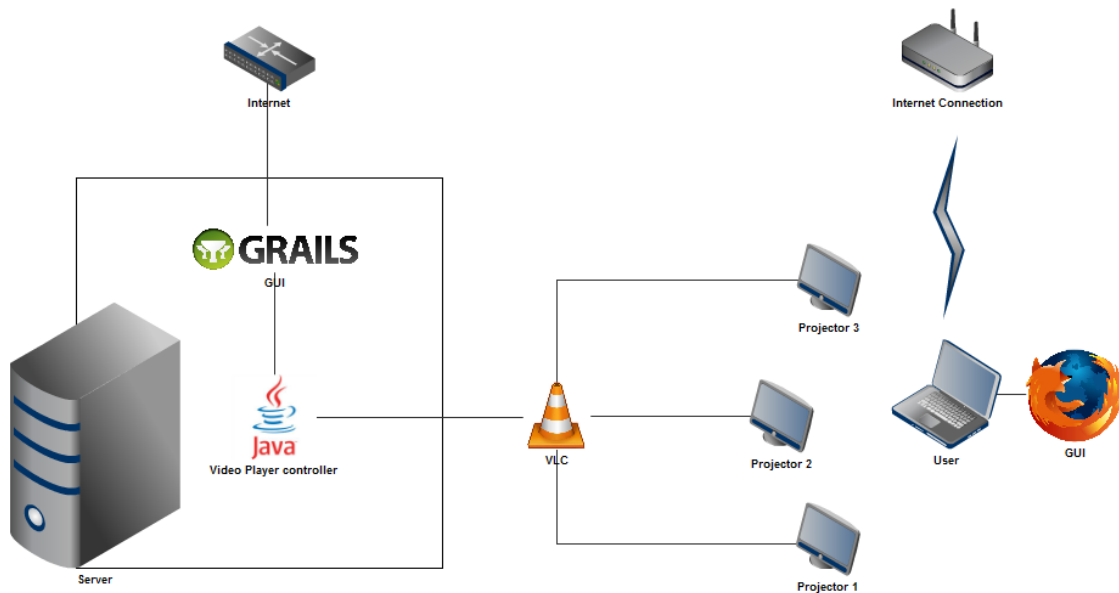 Internet
Internet Connection
GRAILS
GUI
Projector 3
Java
Video Player controller
VLC
Projector 2
User
GUI
Server
Projector 1